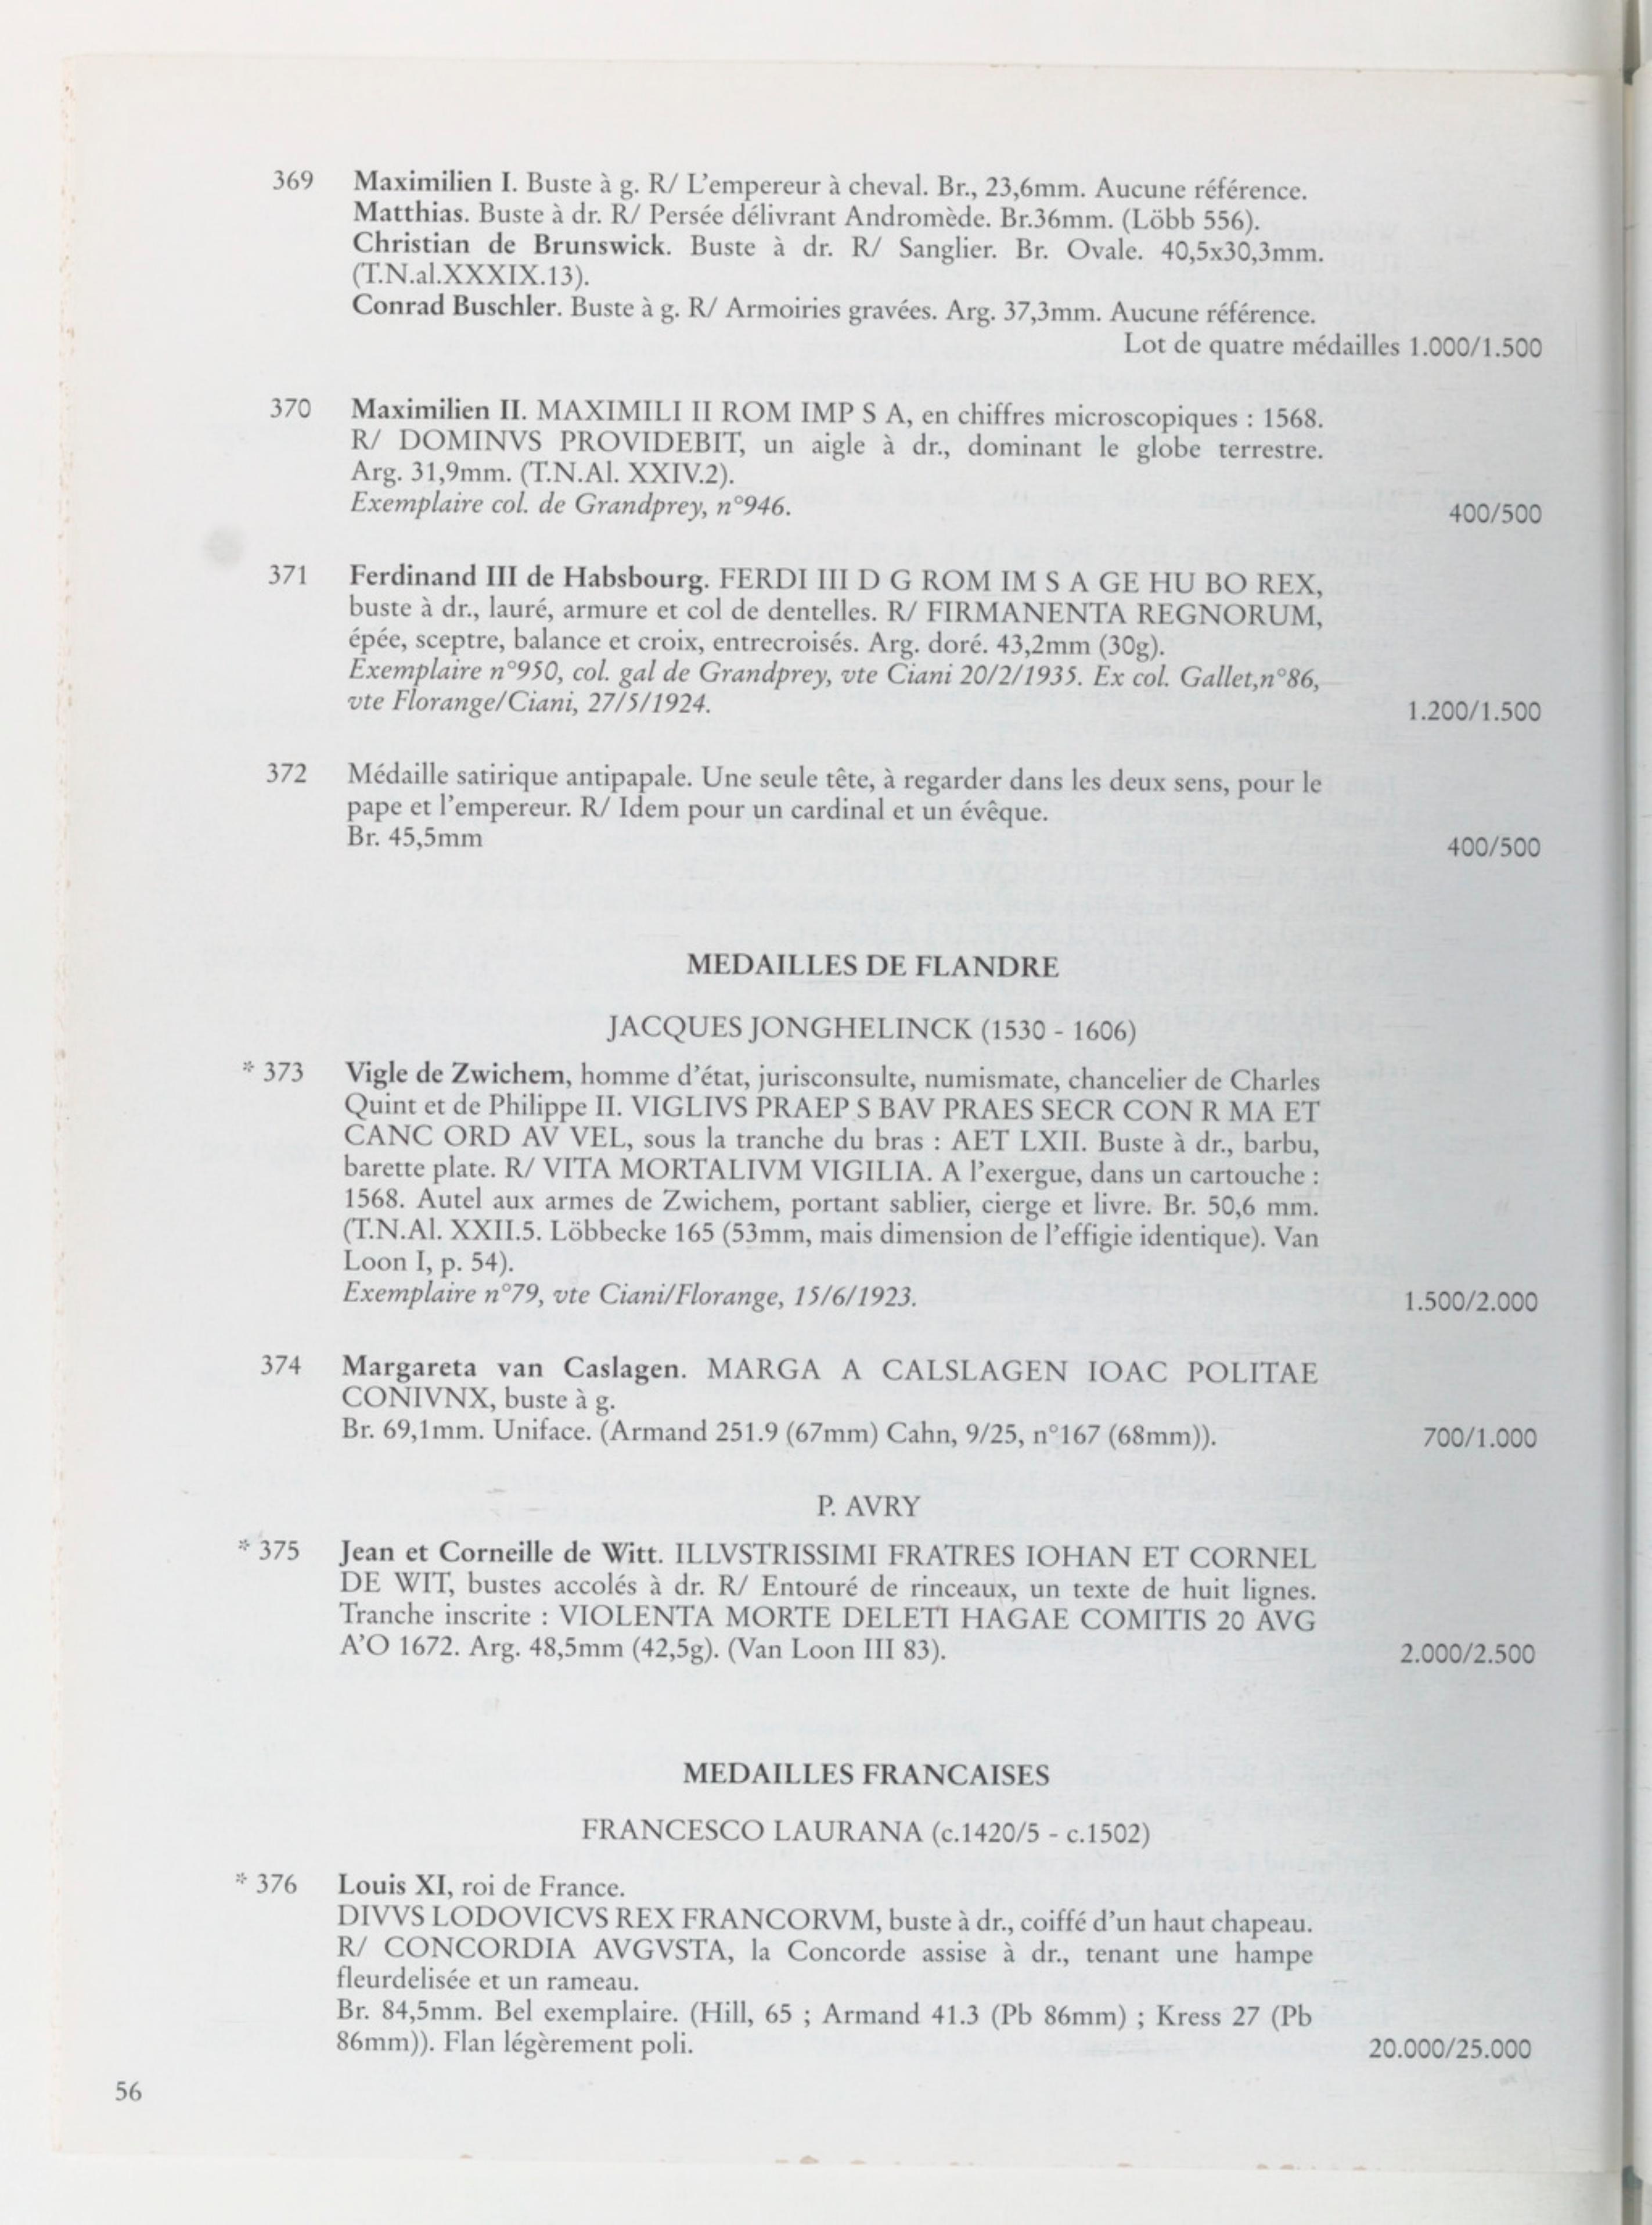 369 Maximilien I. Buste à g. R/ L'empereur à cheval. Br., 23,6mm. Aucune référence.
Matthias. Buste à dr. R/ Persée délivrant Andromède. Br.36mm. (Löbb 556).
Christian de Brunswick. Buste à dr. R/ Sanglier. Br. Ovale. 40,5x30,3mm.
(T.N.al.XXXIX.13).
Conrad Buschler. Buste à g. R/ Armoiries gravées. Arg. 37,3mm. Aucune référence.
Lot de quatre médailles 1.000/1.500
370 Maximilien II. MAXIMILI II ROM IMP S A, en chiffres microscopiques : 1568.
R/ DOMINVS PROVIDEBIT, un aigle à dr., dominant le globe terrestre.
Arg. 31,9mm. (T.N.Al. XXIV.2).
Exemplaire col. de Grandprey, n°946. 400/500
371 Ferdinand III de Habsbourg. FERDI III D G ROM IM S A GE HU BO REX,
buste à dr., lauré, armure et col de dentelles. R/ FIRMANENTA REGNORUM,
épée, sceptre, balance et croix, entrecroisés. Arg. doré. 43,2mm (30g).
Exemplaire n°950, col. gal de Grandprey, vte Ciani 20/2/1935. Ex col. Gallet,n°86,
vte Florange/Ciani, 27/5/1924. 1.200/1.500
372 Médaille satirique antipapale. Une seule tête, à regarder dans les deux sens, pour le
pape et l'empereur. R/ Idem pour un cardinal et un évêque.
Br. 45,5mm 400/500
MEDAILLES DE FLANDRE
JACQUES JONGHELINCK (1530 - 1606)
* 373 Vigle de Zwichem, homme d'état, jurisconsulte, numismate, chancelier de Charles
Quint et de Philippe II. VIGLIVS PRAEP S BAV PRAES SECR CON R MA ET
CANC ORD AV VEL, sous la tranche du bras : AET LXII. Buste à dr., barbu,
barette plate. R/ VITA MORTALIVM VIGILIA. A l'exergue, dans un cartouche :
1568. Autel aux armes de Zwichem, portant sablier, cierge et livre. Br. 50,6 mm.
(T.N.Al. XXII.5. Löbbecke 165 (53mm, mais dimension de l'effigie identique). Van
Loon I, p. 54).
Exemplaire n°79, vte Ciani/Florange, 15/6/1923. 1.500/2.000
374 Margareta van Caslagen. MARGA A CALSLAGEN IOAC POLITAE
CONIVNX, buste à g.
Br. 69,1mm. Uniface. (Armand 251.9 (67mm) Cahn, 9/25, n°167 (68mm)). 700/1.000
P. AVRY
* 375 Jean et Corneille de Witt. ILLVSTRISSIMI FRATRES IOHAN ET CORNEL
DE WIT, bustes accolés à dr. R/ Entouré de rinceaux, un texte de huit lignes.
Tranche inscrite : VIOLENTA MORTE DELETI HAGAE COMITIS 20 AVG
A'O 1672. Arg. 48,5mm (42,5g). (Van Loon III 83). 2.000/2.500
MEDAILLES FRANCAISES
FRANCESCO LAURANA (c.1420/5 - c.1502)
* 376 Louis XI, roi de France.
DIVVS LODOVICVS REX FRANCORVM, buste à dr., coiffé d'un haut chapeau.
R/ CONCORDIA AVGVSTA, la Concorde assise à dr., tenant une hampe
fleurdelisée et un rameau.
Br. 84,5mm. Bel exemplaire. (Hill, 65 ; Armand 41.3 (Pb 86mm) ; Kress 27 (Pb
86mm)). Flan légèrement poli. 20.000/25.000
56